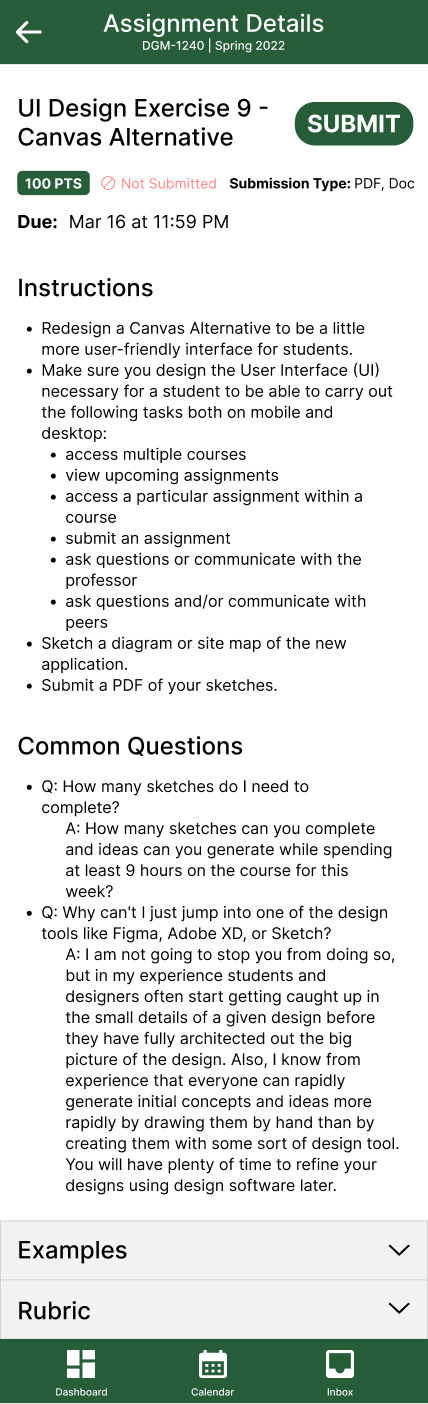 Assignment Details
DGM-1240 | Spring 2022
UI Design Exercise 9 -
Canvas Alternative
SUBMIT
100 PTS Not Submitted Submission Type: PDF, Doc
Due: Mar 16 at 11:59 PM
Instructions
• Redesign a Canvas Alternative to be a little
more user-friendly interface for students.
• Make sure you design the User Interface (UI)
necessary for a student to be able to carry out
the following tasks both on mobile and
desktop:
• access multiple courses
• view upcoming assignments
• access a particular assignment within a
course
• submit an assignment
• ask questions or communicate with the
professor
• ask questions and/or communicate with
peers
• Sketch a diagram or site map of the new
application.
• Submit a PDF of your sketches.
Common Questions
• Q: How many sketches do I need to
complete?
A: How many sketches can you complete
and ideas can you generate while spending
at least 9 hours on the course for this
week?
• Q: Why can't I just jump into one of the design
tools like Figma, Adobe XD, or Sketch?
A: I am not going to stop you from doing so,
but in my experience students and
designers often start getting caught up in
the small details of a given design before
they have fully architected out the big
picture of the design. Also, I know from
experience that everyone can rapidly
generate initial concepts and ideas more
rapidly by drawing them by hand than by
creating them with some sort of design tool.
You will have plenty of time to refine your
designs using design software later.
Examples
Rubric
Dashboard Calendar Inbox